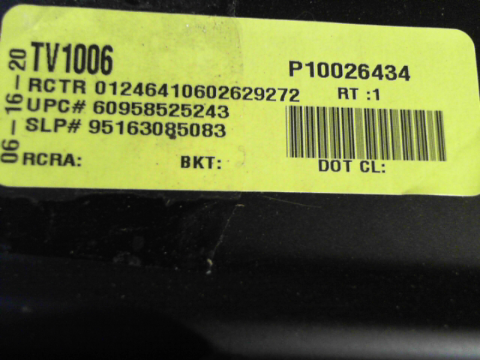 06-16-20
TV1006
P10026434
RCTR 01246410602629272
RT :1
UPC# 60958525243
SLP# 95163085083
RCRA:
BKT:
DOT CL: